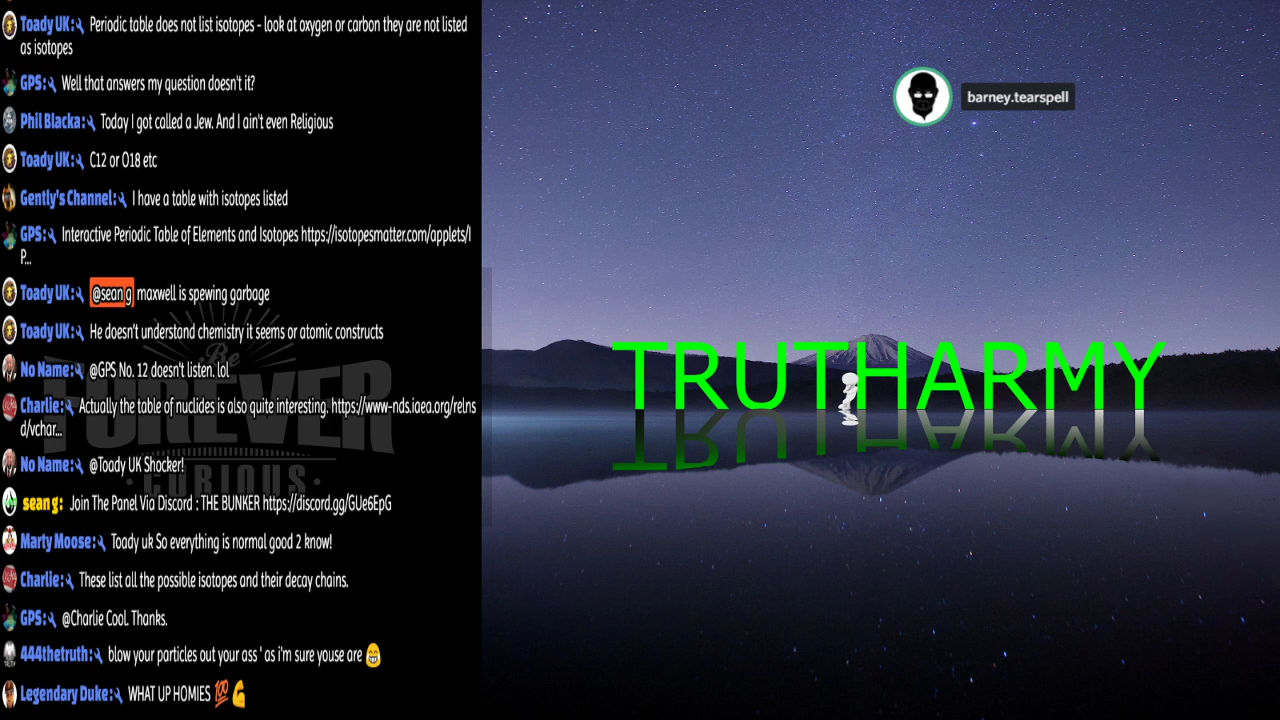 Toady UK: Periodic table does not list isotopes - look at oxygen or carbon they are not listed
as isotopes
GPS: Well that answers my question doesn't it?
Phil Blacka: Today I got called a Jew. And I ain't even Religious
Toady UK: C12 or O18 etc
Gently's Channel: I have a table with isotopes listed
GPS: Interactive Periodic Table of Elements and Isotopes https://isotopesmatter.com/applets/I
P...
Toady UK: @sean g maxwell is spewing garbage
Toady UK: He doesn't understand chemistry it seems or atomic constructs
No Name: @GPS No. 12 doesn't listen. lol
Charlie: Actually the table of nuclides is also quite interesting. https://www-nds.iaea.org/relns
d/vchar...
No Name: @Toady UK Shocker!
sean g: Join The Panel Via Discord : THE BUNKER https://discord.gg/GUe6EpG
Marty Moose: Toady uk So everything is normal good 2 know!
Charlie: These list all the possible isotopes and their decay chains.
GPS: @Charlie Cool. Thanks.
444thetruth: blow your particles out your ass ' as i'm sure youse are 😁
Legendary Duke: WHAT UP HOMIES 💯 💪
Be
FOREVER
CURIOUS
barney.tearspell
TRUTHARMY